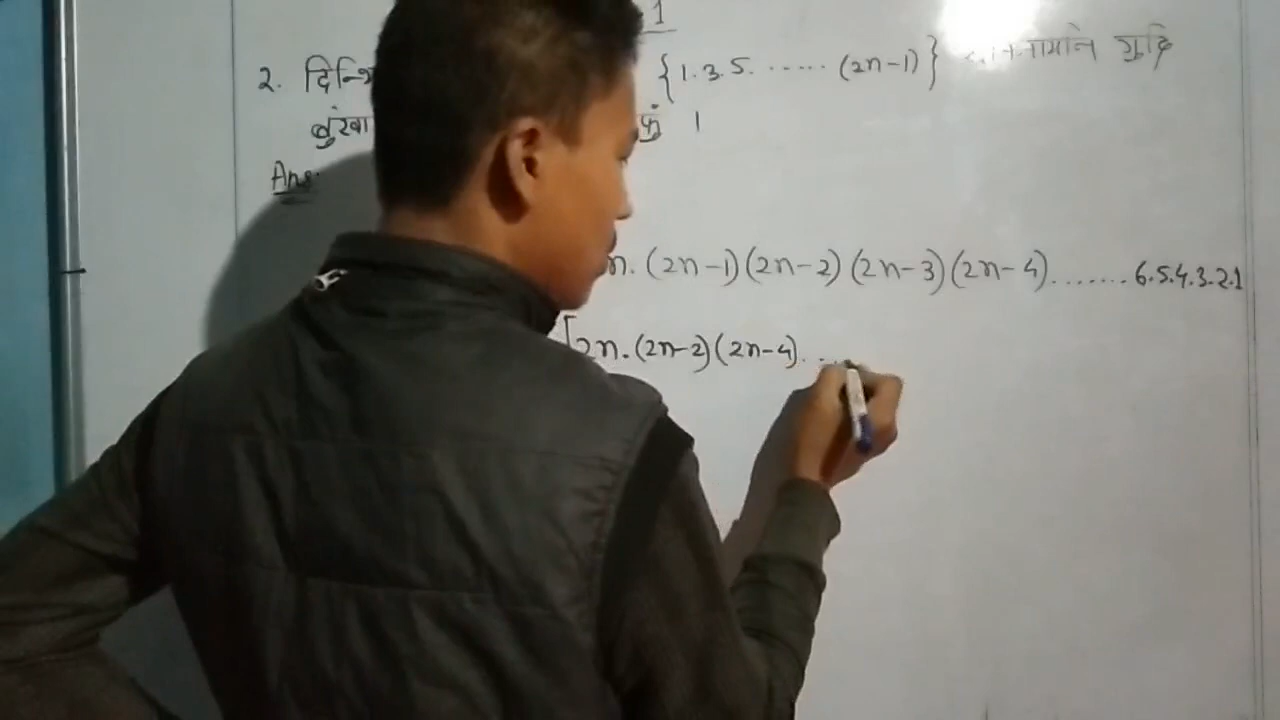 1
२. दिन्थि {1.3.5. ...... (2n-1)} गुदि
फुं ।
Ans:
n. (2n-1)(2n-2)(2n-3)(2n-4)....... 6.5.4.3.2.1
[2n.(2n-2)(2n-4)....